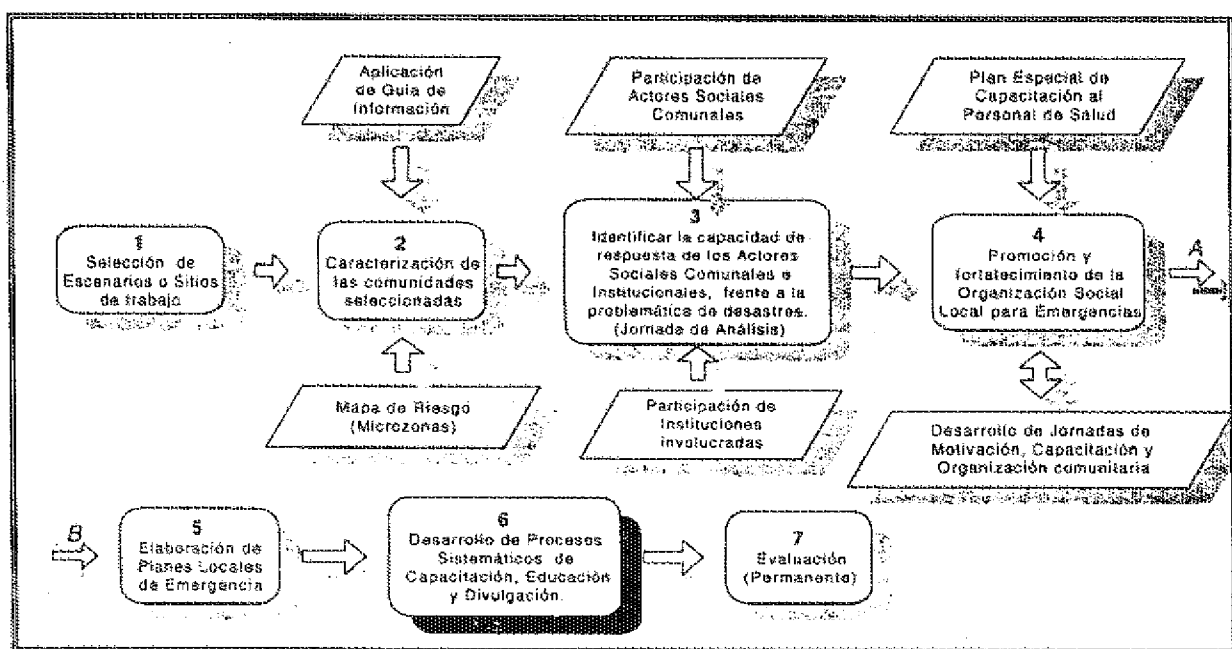 Aplicación
de Guía de
Información
Participación de
Actores Sociales
Comunales
Plan Especial de
Capacitación al
Personal de Salud
1
Selección de
Escenarios o Sitios
de trabajo
2
Caracterización de
las comunidades
seleccionadas
3
Identificar la capacidad de
respuesta de los Actores
Sociales Comunales e
Institucionales, frente a la
problemática de desastres.
(Jornada de Análisis)
4
Promoción y
fortalecimiento de la
Organización Social
Local para Emergencias
A
Mapa de Riesgo
(Microzonas)
Participación de
Instituciones
involucradas
Desarrollo de Jornadas de
Motivación, Capacitación y
Organización comunitaria
B
5
Elaboración de
Planes Locales
de Emergencia
6
Desarrollo de Procesos
Sistemáticos de
Capacitación, Educación
y Divulgación.
7
Evaluación
(Permanente)